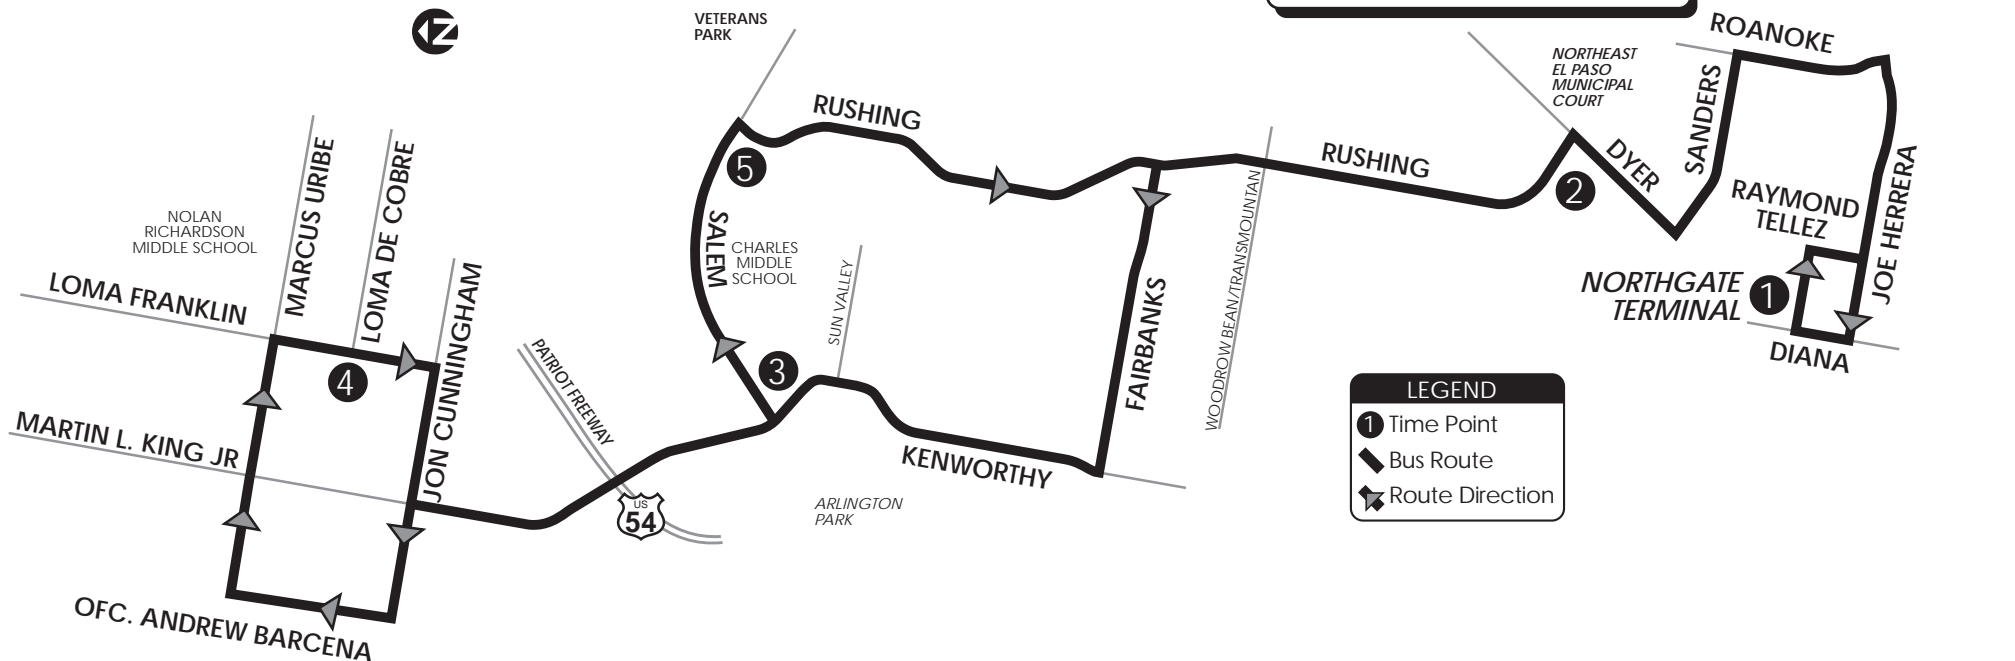 N
VETERANS
PARK
ROANOKE
NORTHEAST
EL PASO
MUNICIPAL
COURT
SANDERS
RUSHING
RUSHING
DYER
5
2
MARCUS URIBE
LOMA DE COBRE
NOLAN
RICHARDSON
MIDDLE SCHOOL
SALEM
CHARLES
MIDDLE
SCHOOL
RAYMOND
TELLEZ
JOE HERRERA
NORTHGATE
TERMINAL
1
DIANA
LOMA FRANKLIN
JON CUNNINGHAM
SUN VALLEY
FAIRBANKS
WOODROW BEAN/TRANSMOUNTAN
PATRIOT FREEWAY
3
4
MARTIN L. KING JR
KENWORTHY
US
54
ARLINGTON
PARK
OFC. ANDREW BARCENA
LEGEND
1 Time Point
Bus Route
Route Direction